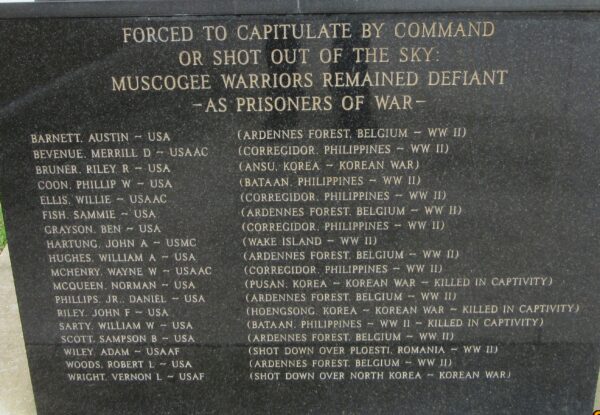 FORCED TO CAPITULATE BY COMMAND
OR SHOT OUT OF THE SKY:
MUSCOGEE WARRIORS REMAINED DEFIANT
-AS PRISONERS OF WAR-
BARNETT, AUSTIN ~ USA (ARDENNES FOREST, BELGIUM ~ WW II)
BEVENUE, MERRILL D ~ USAAC (CORREGIDOR, PHILIPPINES ~ WW II)
BRUNER, RILEY R ~ USA (ANSU, KOREA ~ KOREAN WAR)
COON, PHILLIP W ~ USA (BATAAN, PHILIPPINES ~ WW II)
ELLIS, WILLIE ~ USAAC (CORREGIDOR, PHILIPPINES ~ WW II)
FISH, SAMMIE ~ USA (ARDENNES FOREST, BELGIUM ~ WW II)
GRAYSON, BEN ~ USA (CORREGIDOR, PHILIPPINES ~ WW II)
HARTUNG, JOHN A ~ USMC (WAKE ISLAND ~ WW II)
HUGHES, WILLIAM A ~ USA (ARDENNES FOREST, BELGIUM ~ WW II)
MCHENRY, WAYNE W ~ USAAC (CORREGIDOR, PHILIPPINES ~ WW II)
MCQUEEN, NORMAN ~ USA (PUSAN, KOREA ~ KOREAN WAR ~ KILLED IN CAPTIVITY)
PHILLIPS, JR., DANIEL ~ USA (ARDENNES FOREST, BELGIUM ~ WW II)
RILEY, JOHN F ~ USA (HOENGSONG, KOREA ~ KOREAN WAR ~ KILLED IN CAPTIVITY)
SARTY, WILLIAM W ~ USA (BATAAN, PHILIPPINES ~ WW II ~ KILLED IN CAPTIVITY)
SCOTT, SAMPSON B ~ USA (ARDENNES FOREST, BELGIUM ~ WW II)
WILEY, ADAM ~ USAAF (SHOT DOWN OVER PLOESTI, ROMANIA ~ WW II)
WOODS, ROBERT L ~ USA (ARDENNES FOREST, BELGIUM ~ WW II)
WRIGHT, VERNON L ~ USAF (SHOT DOWN OVER NORTH KOREA ~ KOREAN WAR)